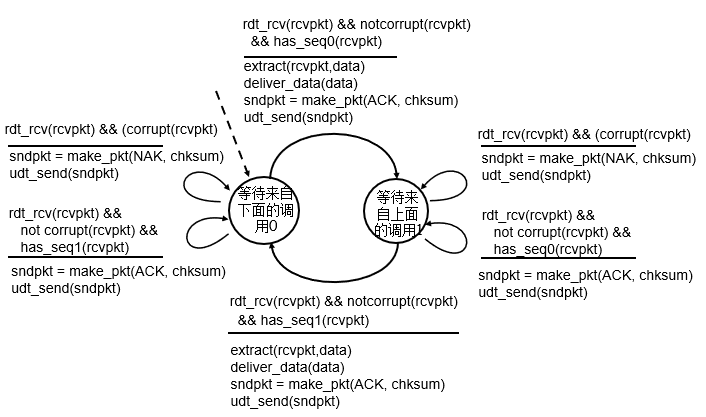 rdt_rcv(rcvpkt) && notcorrupt(rcvpkt)
&& has_seq0(rcvpkt)
extract(rcvpkt,data)
deliver_data(data)
sndpkt = make_pkt(ACK, chksum)
udt_send(sndpkt)
rdt_rcv(rcvpkt) && (corrupt(rcvpkt)
sndpkt = make_pkt(NAK, chksum)
udt_send(sndpkt)
rdt_rcv(rcvpkt) &&
not corrupt(rcvpkt) &&
has_seq1(rcvpkt)
sndpkt = make_pkt(ACK, chksum)
udt_send(sndpkt)
等待来自
下面的调
用0
等待来
自上面
的调用1
rdt_rcv(rcvpkt) && (corrupt(rcvpkt)
sndpkt = make_pkt(NAK, chksum)
udt_send(sndpkt)
rdt_rcv(rcvpkt) &&
not corrupt(rcvpkt) &&
has_seq0(rcvpkt)
sndpkt = make_pkt(ACK, chksum)
udt_send(sndpkt)
rdt_rcv(rcvpkt) && notcorrupt(rcvpkt)
&& has_seq1(rcvpkt)
extract(rcvpkt,data)
deliver_data(data)
sndpkt = make_pkt(ACK, chksum)
udt_send(sndpkt)